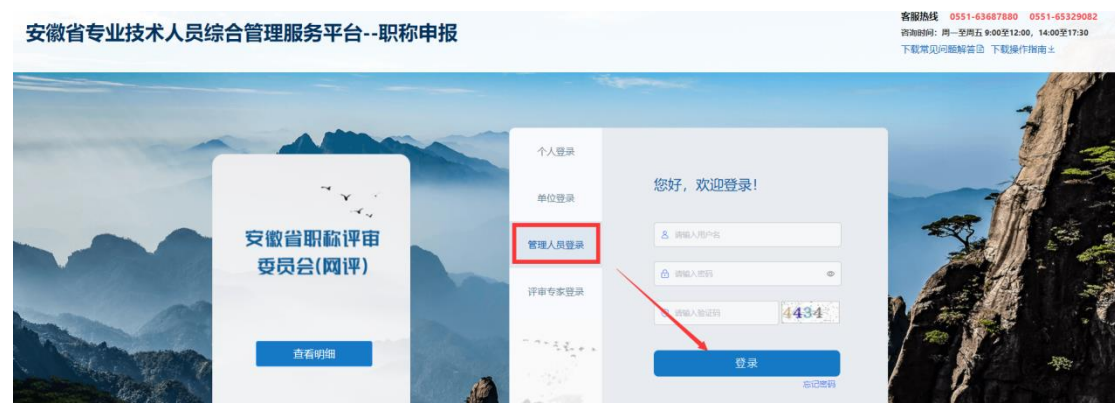 安徽省专业技术人员综合管理服务平台--职称申报
客服热线 0551-63687880 0551-65329082
咨询时间：周一至周五 9:00至12:00，14:00至17:30
下载常见问题解答 下载操作指南
安徽省职称评审
委员会(网评)
查看明细
个人登录
单位登录
管理人员登录
评审专家登录
您好，欢迎登录！
请输入用户名
请输入密码
请输入验证码
4434
登录
忘记密码